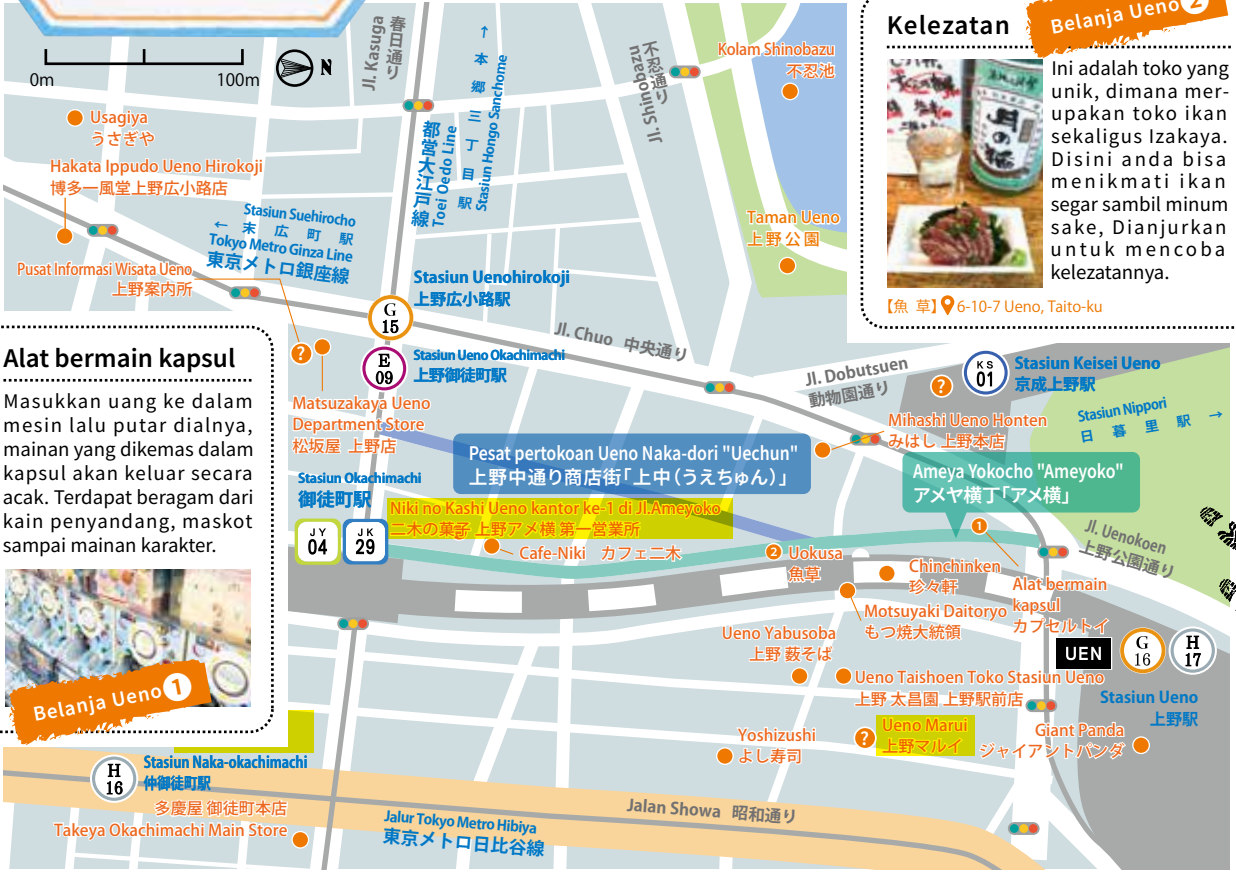 0m
100m
N
Jl. Kasuga
春日通り
↑本郷三丁目駅
Stasiun Hongo Sanchome
都営大江戸線
Toei Oedo Line
不忍通り
Jl. Shinobazu
Kolam Shinobazu
不忍池
Usagiya
うさぎや
Hakata Ippudo Ueno Hirokoji
博多一風堂上野広小路店
Stasiun Suehirocho
← 末広町駅
Tokyo Metro Ginza Line
東京メトロ銀座線
Pusat Informasi Wisata Ueno
上野案内所
Taman Ueno
上野公園
Stasiun Uenohirokoji
上野広小路駅
G
15
E
09
Stasiun Ueno Okachimachi
上野御徒町駅
Jl. Chuo 中央通り
Kelezatan
Belanja Ueno 2
Ini adalah toko yang
unik, dimana mer-
upakan toko ikan
sekaligus Izakaya.
Disini anda bisa
menikmati ikan
segar sambil minum
sake, Dianjurkan
untuk mencoba
kelezatannya.
【魚 草】 6-10-7 Ueno, Taito-ku
Alat bermain kapsul
Masukkan uang ke dalam
mesin lalu putar dialnya,
mainan yang dikemas dalam
kapsul akan keluar secara
acak. Terdapat beragam dari
kain penyandang, maskot
sampai mainan karakter.
Belanja Ueno 1
?
Matsuzakaya Ueno
Department Store
松坂屋 上野店
Jl. Dobutsuen
動物園通り
?
KS
01
Stasiun Keisei Ueno
京成上野駅
Stasiun Nippori
日暮里駅 →
Mihashi Ueno Honten
みはし 上野本店
Pesat pertokoan Ueno Naka-dori "Uechun"
上野中通り商店街「上中(うえちゅん)」
Ameya Yokocho "Ameyoko"
アメヤ横丁「アメ横」
Stasiun Okachimachi
御徒町駅
JY
04
JK
29
Niki no Kashi Ueno kantor ke-1 di Jl.Ameyoko
二木の菓子 上野アメ横 第一営業所
Cafe-Niki カフェ二木
2 Uokusa
魚草
1
Alat bermain
kapsul
カプセルトイ
Chinchinken
珍々軒
Motsuyaki Daitoryo
もつ焼大統領
Jl. Uenokoen
上野公園通り
Ueno Yabusoba
上野 薮そば
Ueno Taishoen Toko Stasiun Ueno
上野 太昌園 上野駅前店
UEN
G
16
H
17
Stasiun Ueno
上野駅
?
Ueno Marui
上野マルイ
Giant Panda
ジャイアントパンダ
Yoshizushi
よし寿司
H
16
Stasiun Naka-okachimachi
仲御徒町駅
多慶屋 御徒町本店
Takeya Okachimachi Main Store
Jalur Tokyo Metro Hibiya
東京メトロ日比谷線
Jalan Showa 昭和通り